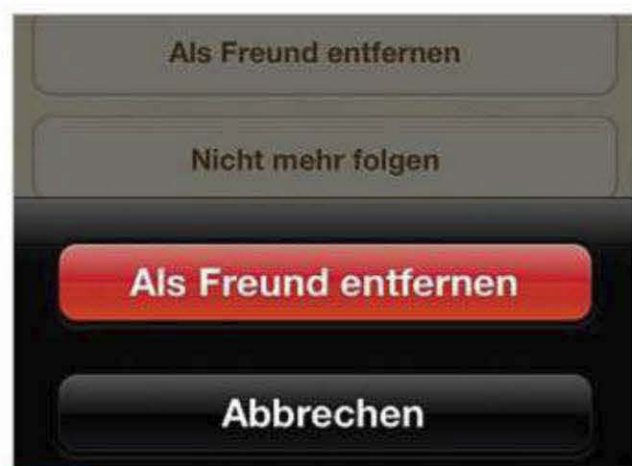 Als Freund entfernen
Nicht mehr folgen
Als Freund entfernen
Abbrechen